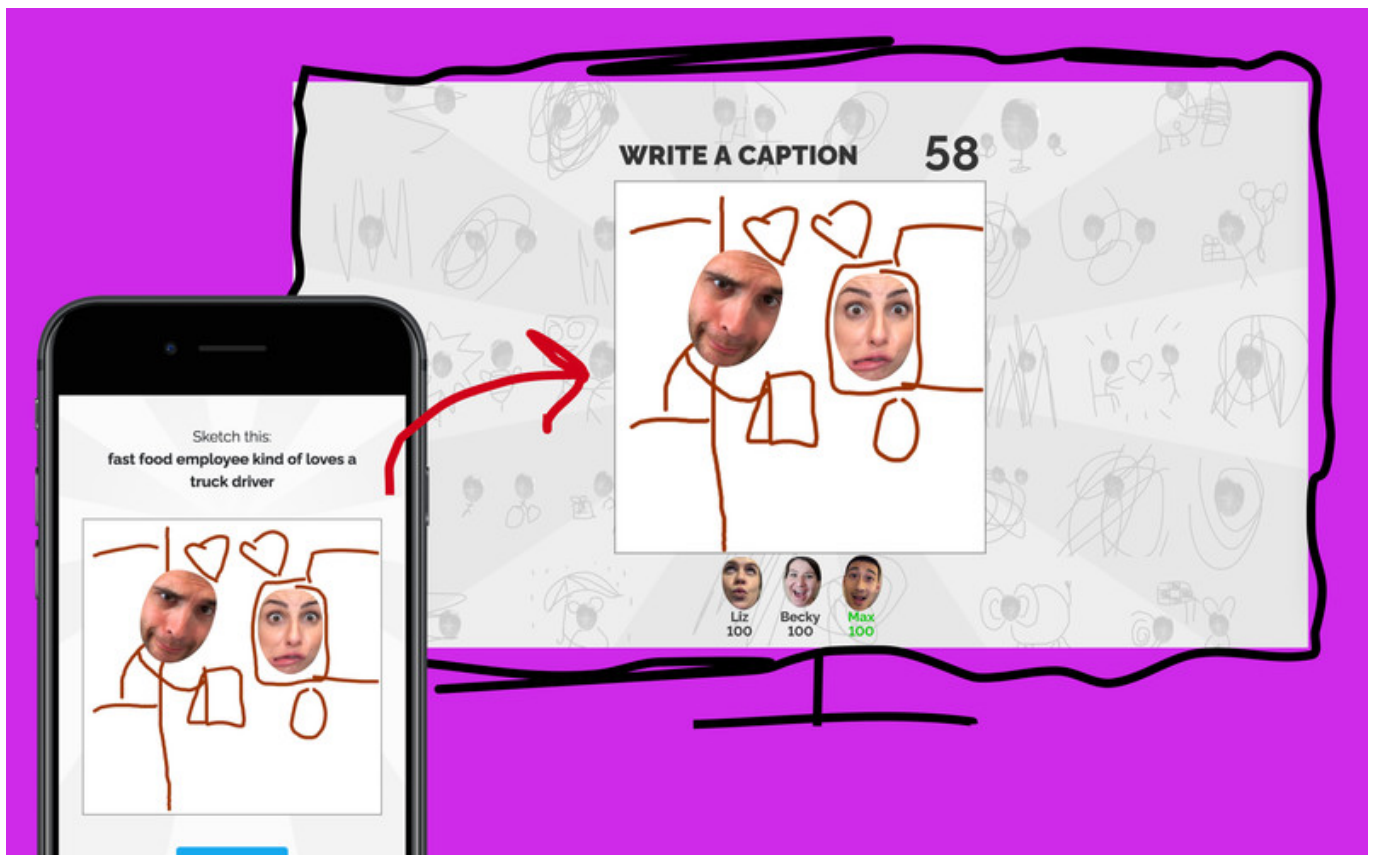 WRITE A CAPTION 58
Liz Becky Max
100 100 100
Sketch this:
fast food employee kind of loves a
truck driver